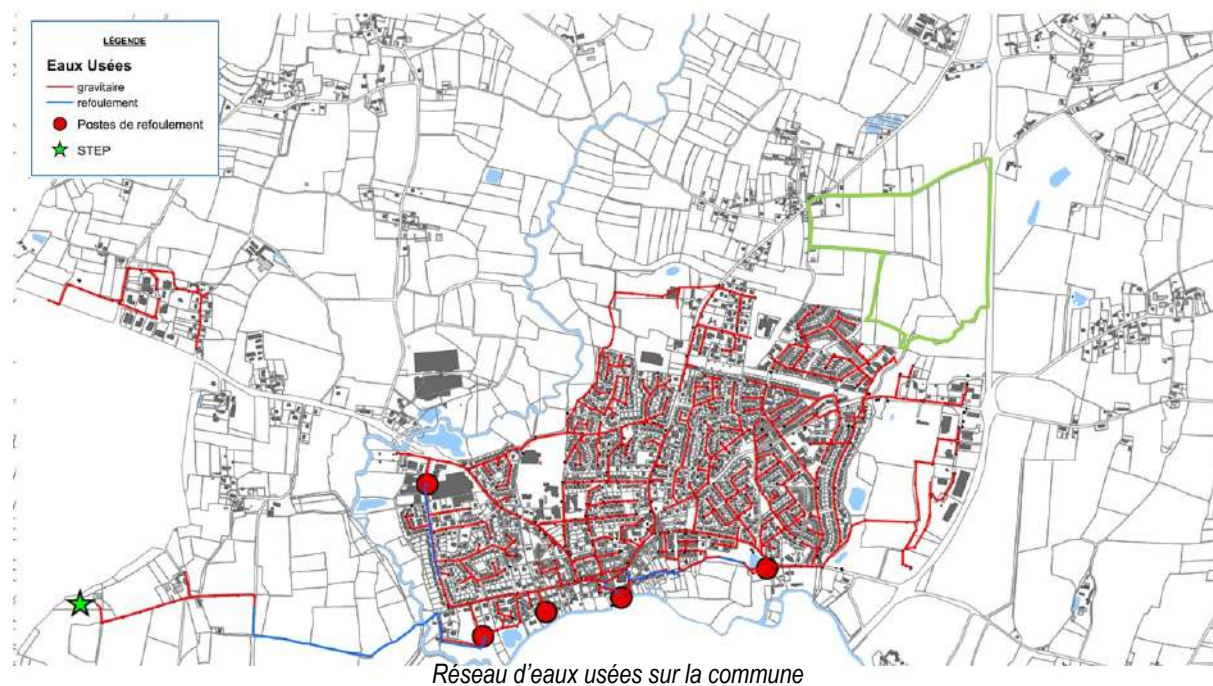 LÉGENDE
Eaux Usées
gravitaire
refoulement
Postes de refoulement
STEP
Réseau d'eaux usées sur la commune